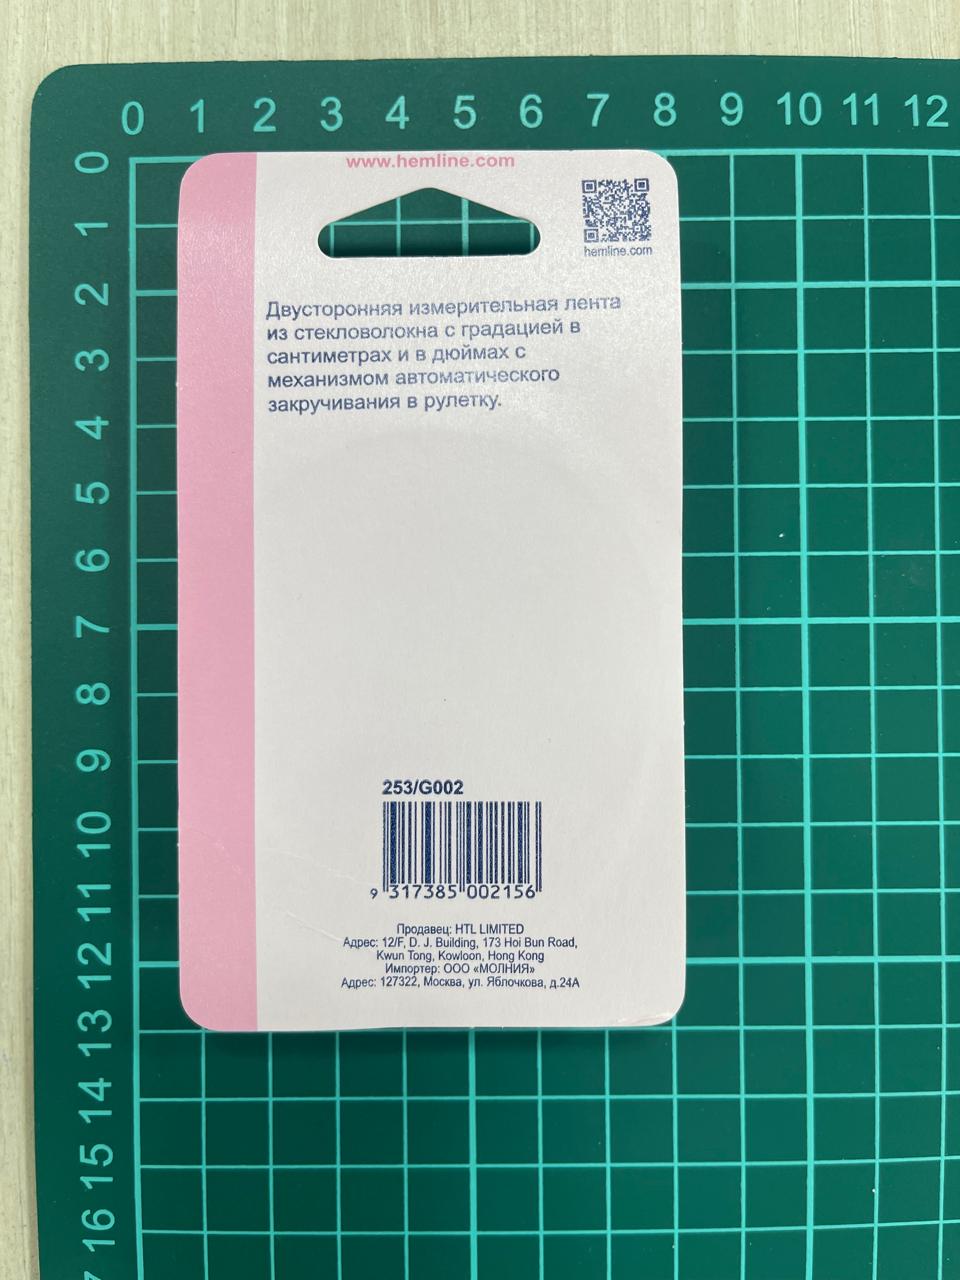 0 1 2 3 4 5 6 7 8 9 10 11 12
0
1
2
3
4
5
6
7
8
9
10
11
12
13
14
15
16
www.hemline.com
hemline.com
Двусторонняя измерительная лента
из стекловолокна с градацией в
сантиметрах и в дюймах с
механизмом автоматического
закручивания в рулетку.
253/G002
9 317385 002156
Продавец: HTL LIMITED
Адрес: 12/F, D. J. Building, 173 Hoi Bun Road,
Kwun Tong, Kowloon, Hong Kong
Импортер: ООО «МОЛНИЯ»
Адрес: 127322, Москва, ул. Яблочкова, д.24А